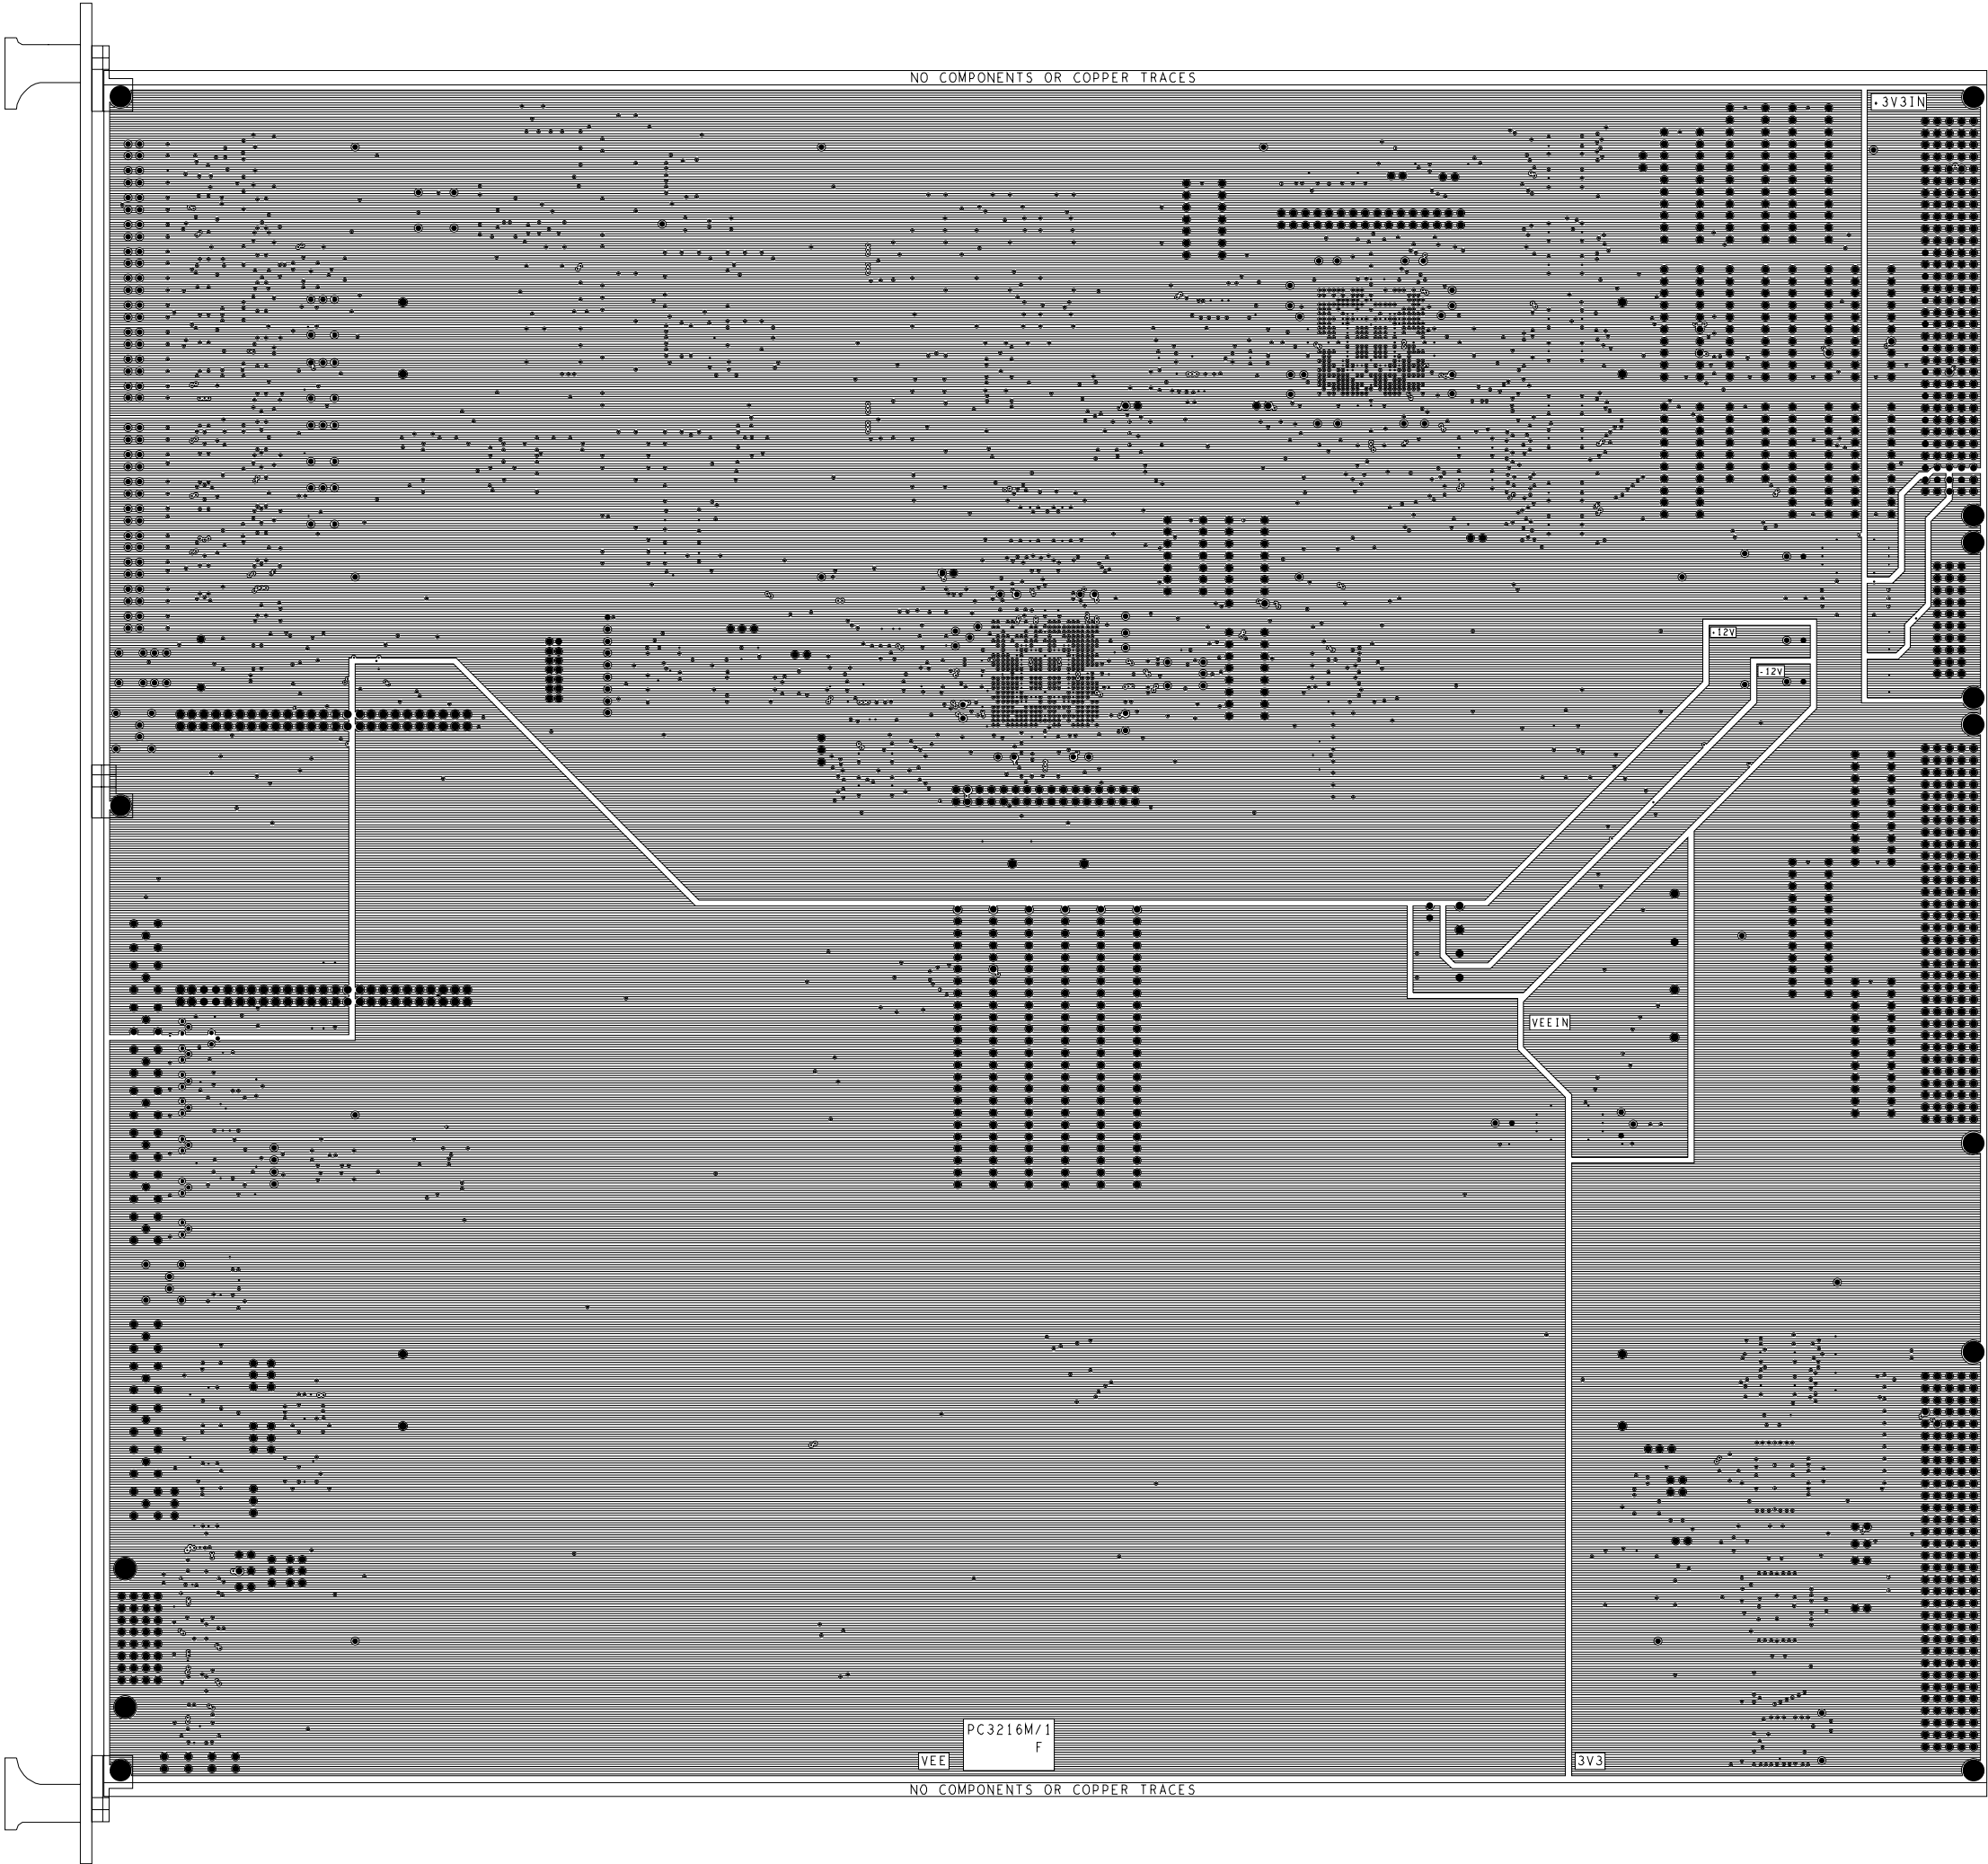 NO COMPONENTS OR COPPER TRACES
+3V3IN
+12V
-12V
VEEIN
PC3216M/1
F
VEE
3V3
NO COMPONENTS OR COPPER TRACES